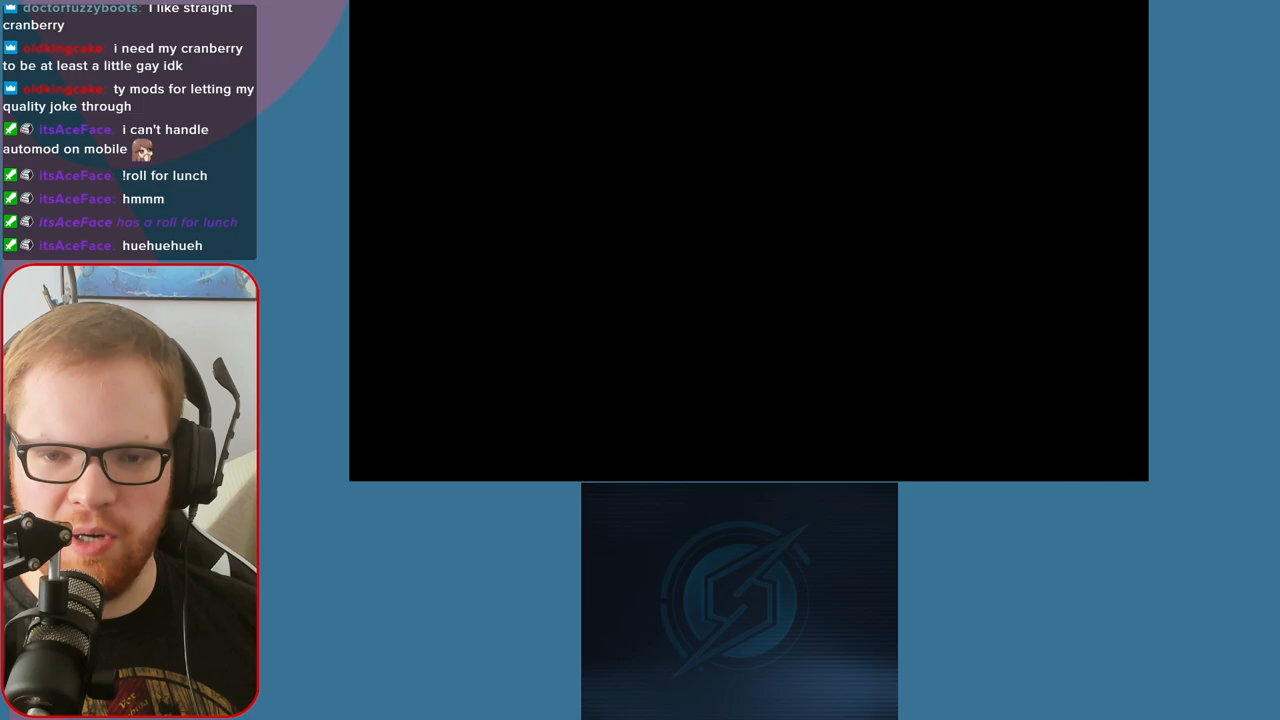 doctorfuzzyboots: I like straight
cranberry
oldkingcake: i need my cranberry
to be at least a little gay idk
oldkingcake: ty mods for letting my
quality joke through
itsAceFace: i can't handle
automod on mobile
itsAceFace: !roll for lunch
itsAceFace: hmmm
itsAceFace has a roll for lunch
itsAceFace: huehuehueh